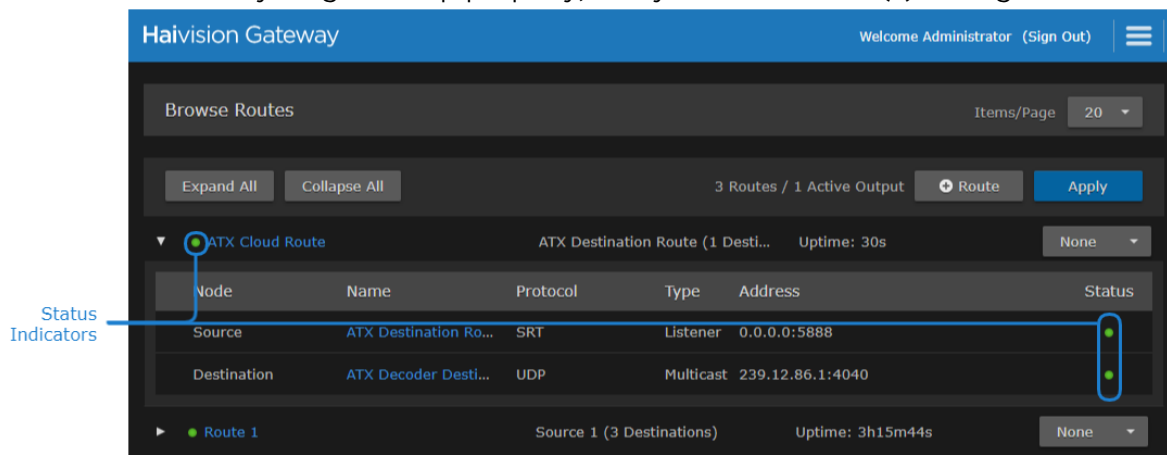 Haivision Gateway Welcome Administrator (Sign Out)
Browse Routes Items/Page 20
Expand All Collapse All 3 Routes / 1 Active Output Route Apply
ATX Cloud Route ATX Destination Route (1 Desti... Uptime: 30s None
Node Name Protocol Type Address Status
Status
Indicators
Source ATX Destination Ro... SRT Listener 0.0.0.0:5888
Destination ATX Decoder Desti... UDP Multicast 239.12.86.1:4040
Route 1 Source 1 (3 Destinations) Uptime: 3h15m44s None